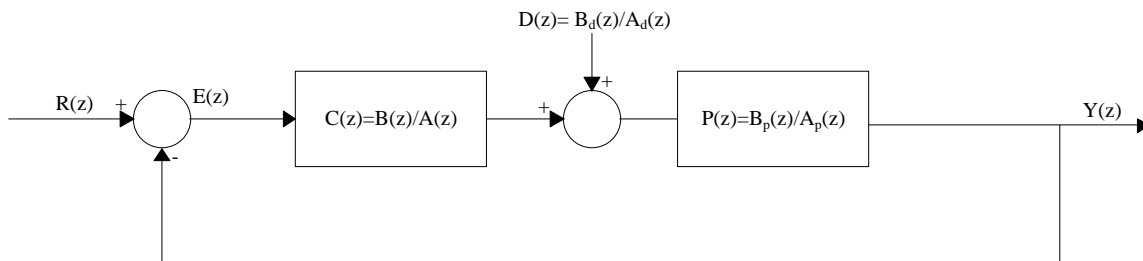 D(z)= B_d(z)/A_d(z)
+
R(z)
+
E(z)
C(z)=B(z)/A(z)
+
P(z)=B_p(z)/A_p(z)
Y(z)
-